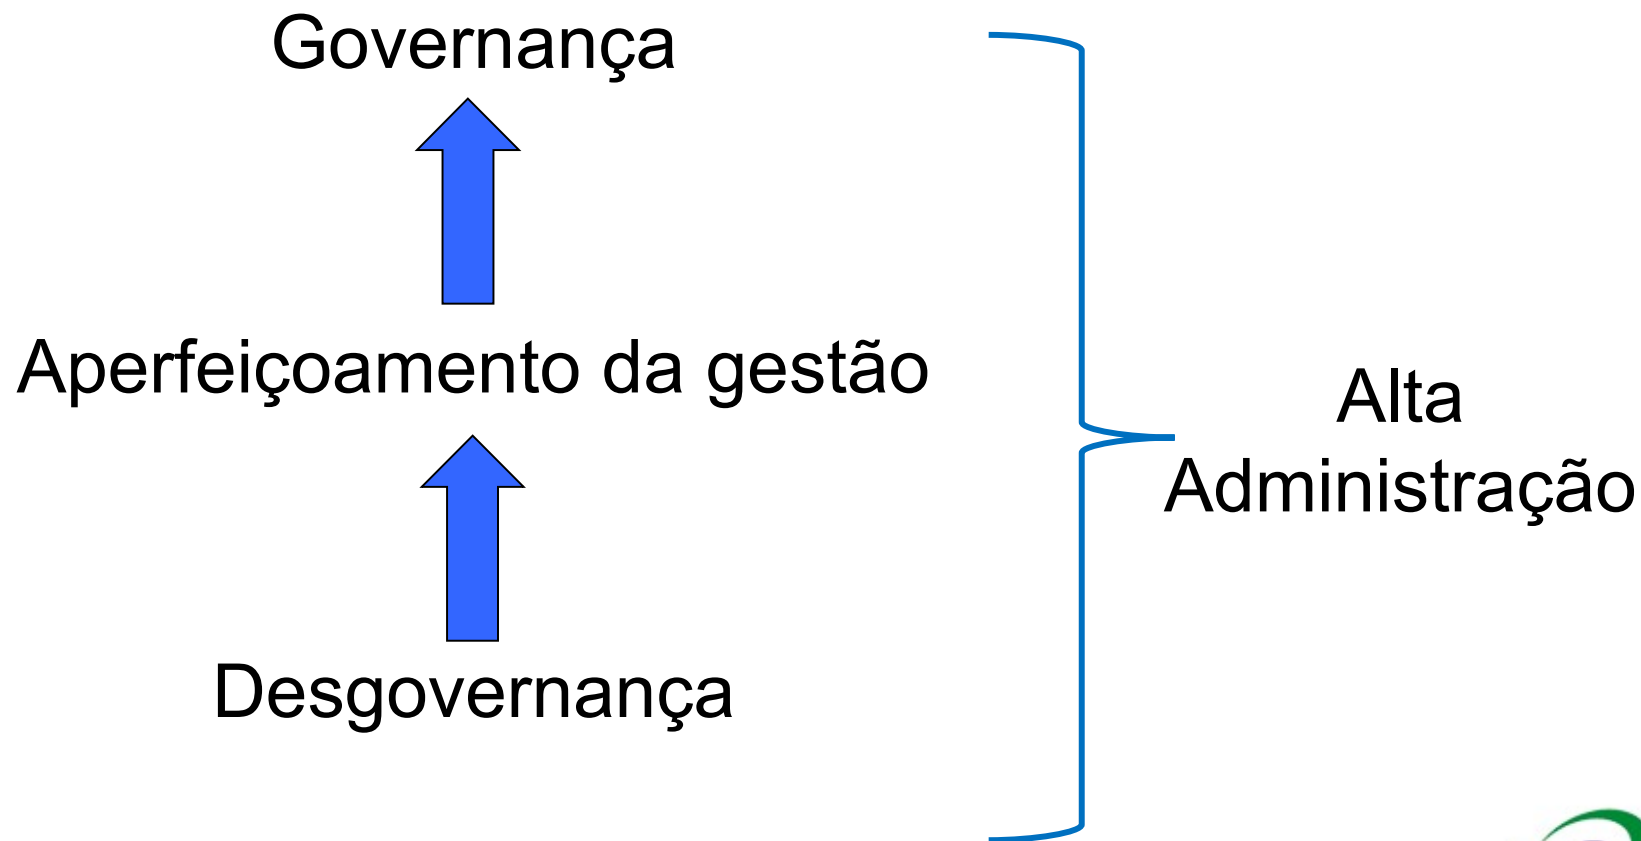 Governança
Aperfeiçoamento da gestão
Desgovernança
Alta
Administração